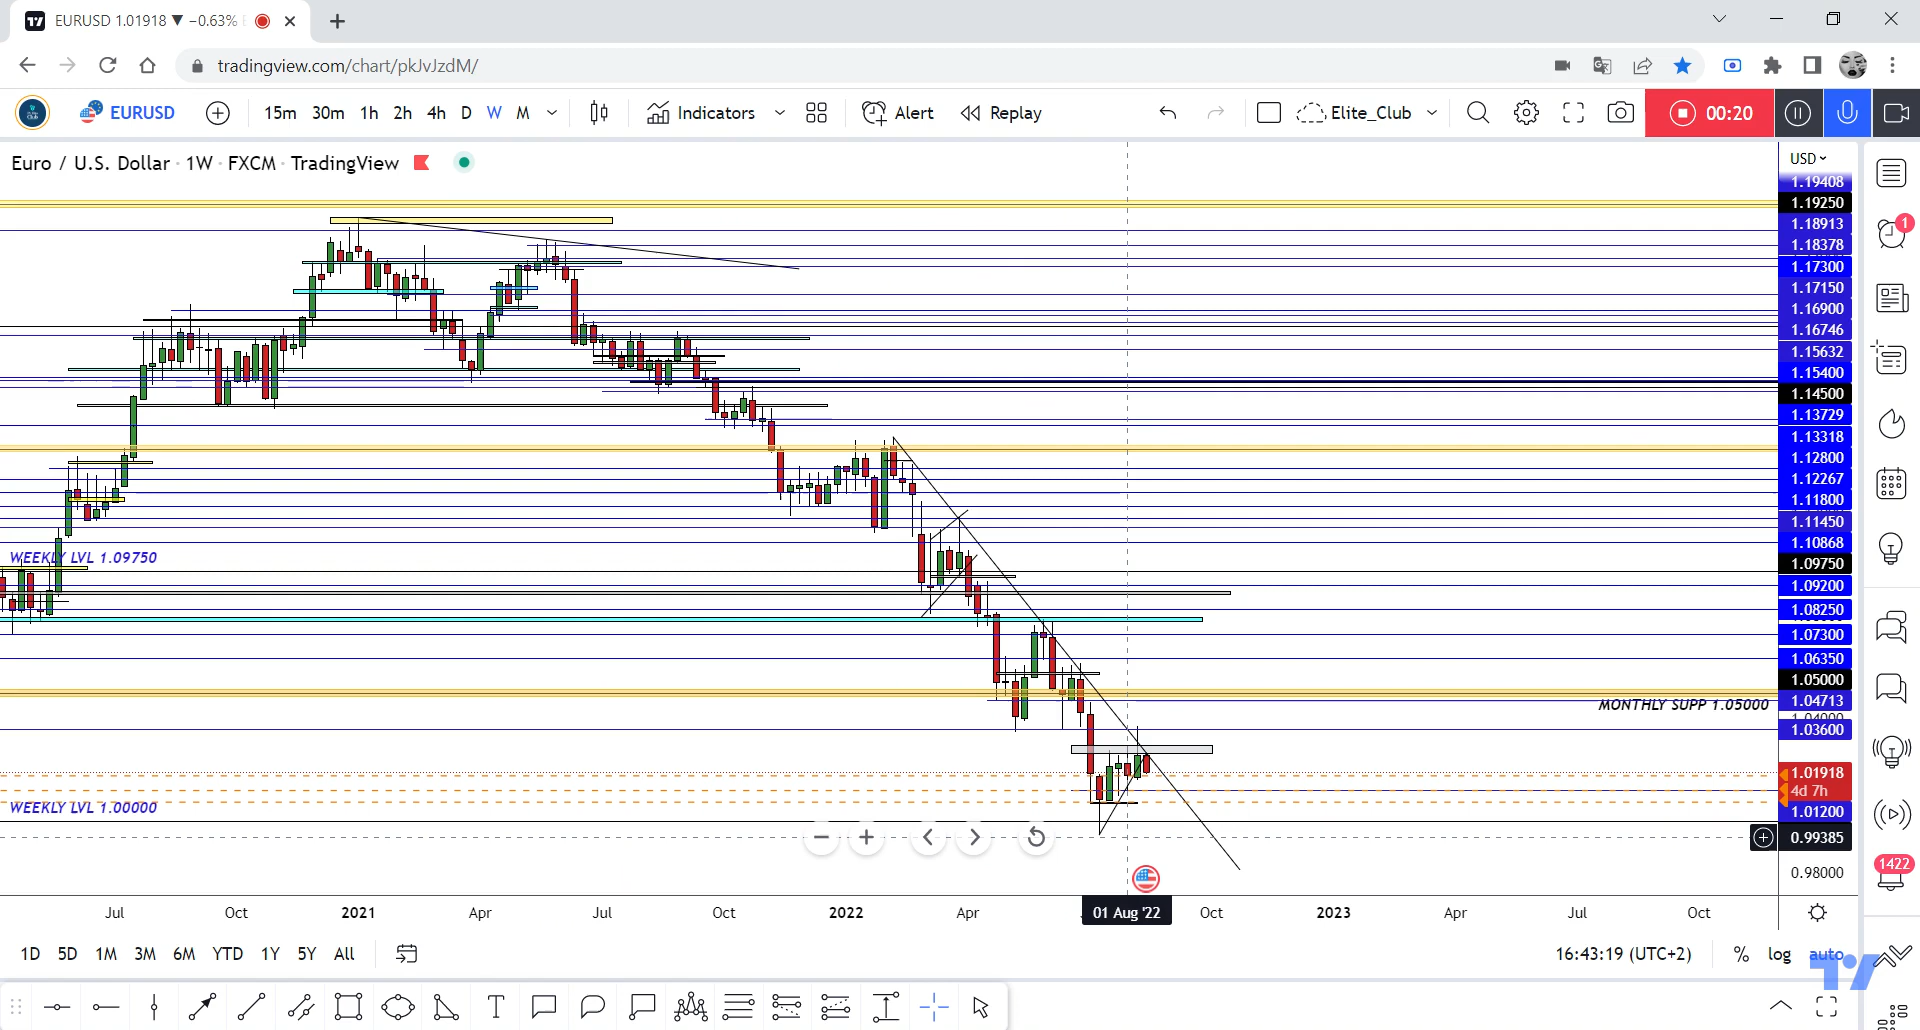 EURUSD 1.01918 ▼ −0.63%
tradingview.com/chart/pkJvJzdM/
EURUSD 15m 30m 1h 2h 4h D W M Indicators Alert Replay Elite_Club 00:20
Euro / U.S. Dollar · 1W · FXCM · TradingView
USD
1.19408
1.19250
1.18913
1.18378
1.17300
1.17150
1.16900
1.16746
1.15632
1.15400
1.14500
1.13729
1.13318
1.12800
1.12267
1.11800
1.11450
1.10868
1.09750
1.09200
1.08250
1.07300
1.06350
1.05000
1.04713
1.04000
1.03600
1.01918
4d 7h
1.01200
0.99385
0.98000
1
1422
WEEKLY LVL 1.09750
MONTHLY SUPP 1.05000
WEEKLY LVL 1.00000
Jul Oct 2021 Apr Jul Oct 2022 Apr 01 Aug '22 Oct 2023 Apr Jul Oct
1D 5D 1M 3M 6M YTD 1Y 5Y All
16:43:19 (UTC+2) % log auto